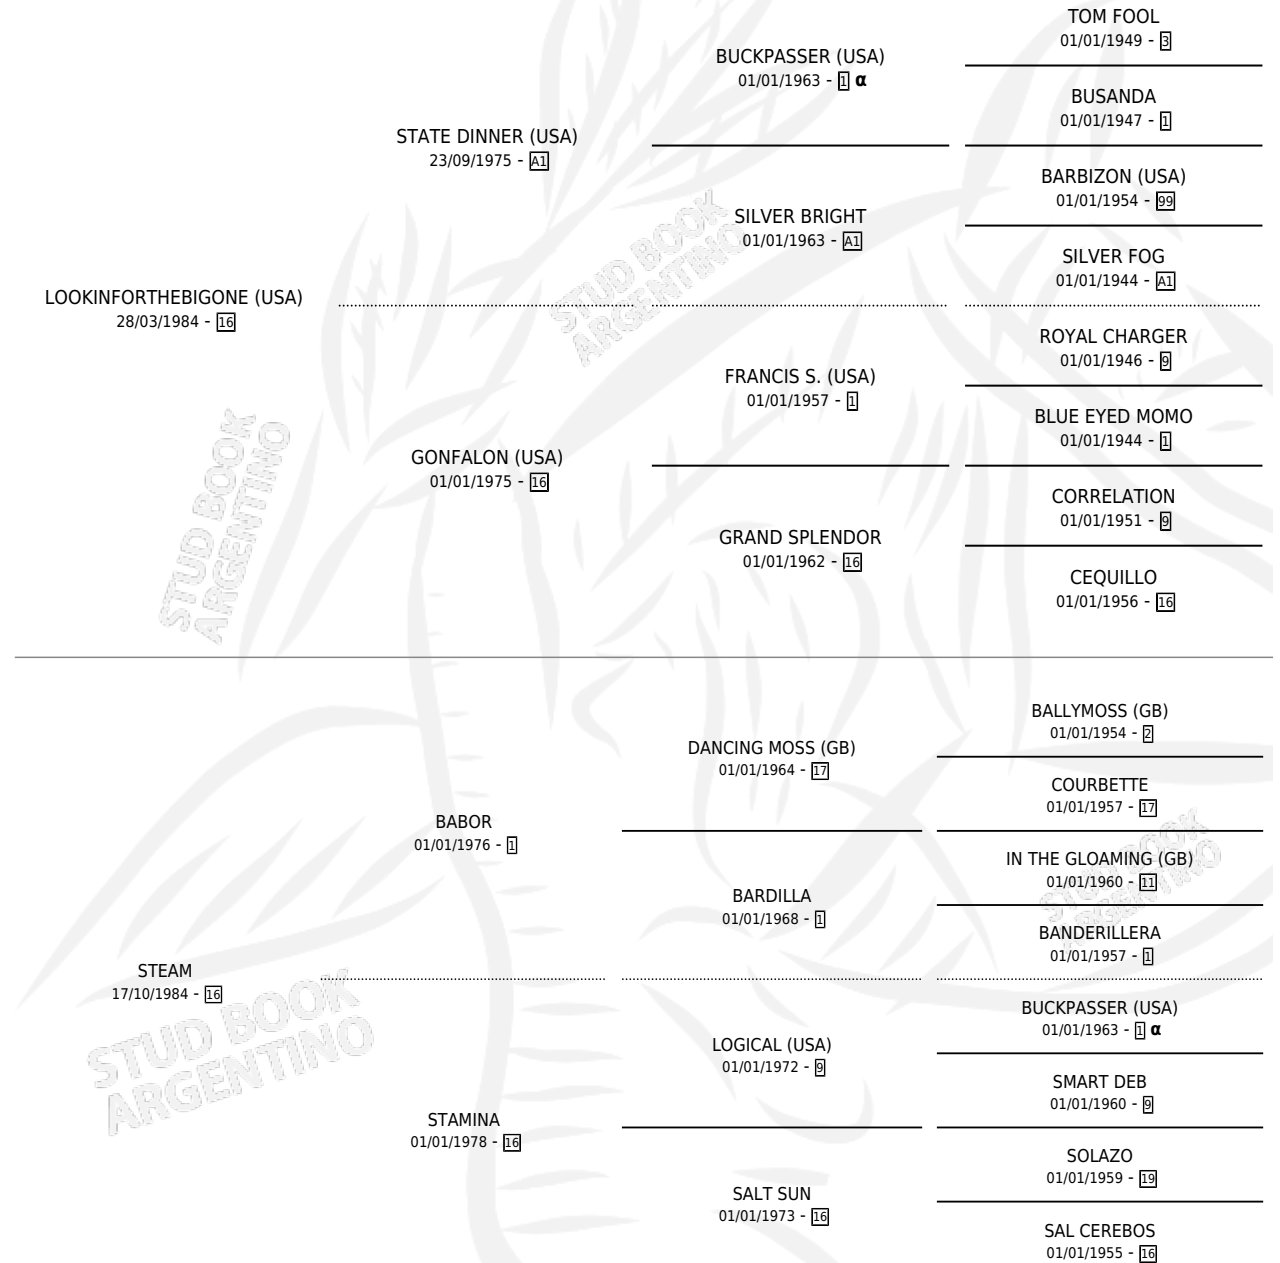 TOM FOOL
01/01/1949 - 3
BUCKPASSER (USA)
01/01/1963 - 1 α
BUSANDA
01/01/1947 - 1
STATE DINNER (USA)
23/09/1975 - A1
BARBIZON (USA)
01/01/1954 - 99
SILVER BRIGHT
01/01/1963 - A1
SILVER FOG
01/01/1944 - A1
LOOKINFORTHEBIGONE (USA)
28/03/1984 - 16
ROYAL CHARGER
01/01/1946 - 9
FRANCIS S. (USA)
01/01/1957 - 1
BLUE EYED MOMO
01/01/1944 - 1
GONFALON (USA)
01/01/1975 - 16
CORRELATION
01/01/1951 - 9
GRAND SPLENDOR
01/01/1962 - 16
CEQUILLO
01/01/1956 - 16
BALLYMOSS (GB)
01/01/1954 - 2
DANCING MOSS (GB)
01/01/1964 - 17
COURBETTE
01/01/1957 - 17
BABOR
01/01/1976 - 1
IN THE GLOAMING (GB)
01/01/1960 - 11
BARDILLA
01/01/1968 - 1
BANDERILLERA
01/01/1957 - 1
STEAM
17/10/1984 - 16
BUCKPASSER (USA)
01/01/1963 - 1 α
LOGICAL (USA)
01/01/1972 - 9
SMART DEB
01/01/1960 - 9
STAMINA
01/01/1978 - 16
SOLAZO
01/01/1959 - 19
SALT SUN
01/01/1973 - 16
SAL CEREBOS
01/01/1955 - 16
STUD BOOK
ARGENTINO
STUD BOOK
ARGENTINO
STUD BOOK
ARGENTINO
STUD BOOK
ARGENTINO